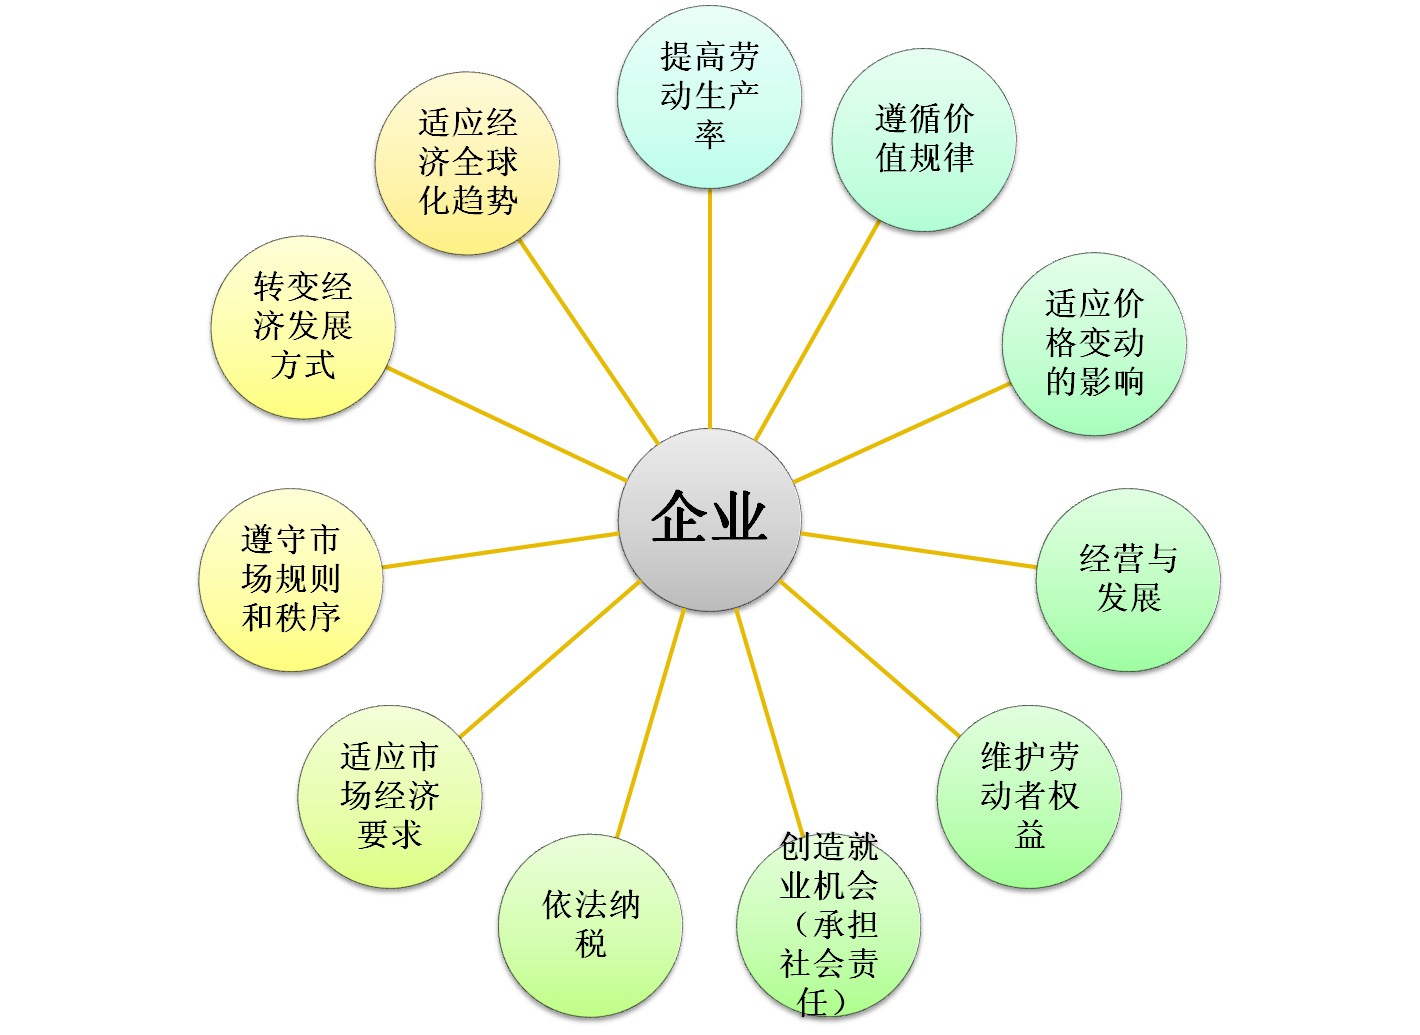 提高劳
动生产
率
遵循价
值规律
适应价
格变动
的影响
经营与
发展
维护劳
动者权
益
创造就
业机会
（承担
社会责
任）
依法纳
税
适应市
场经济
要求
遵守市
场规则
和秩序
转变经
济发展
方式
适应经
济全球
化趋势
企业